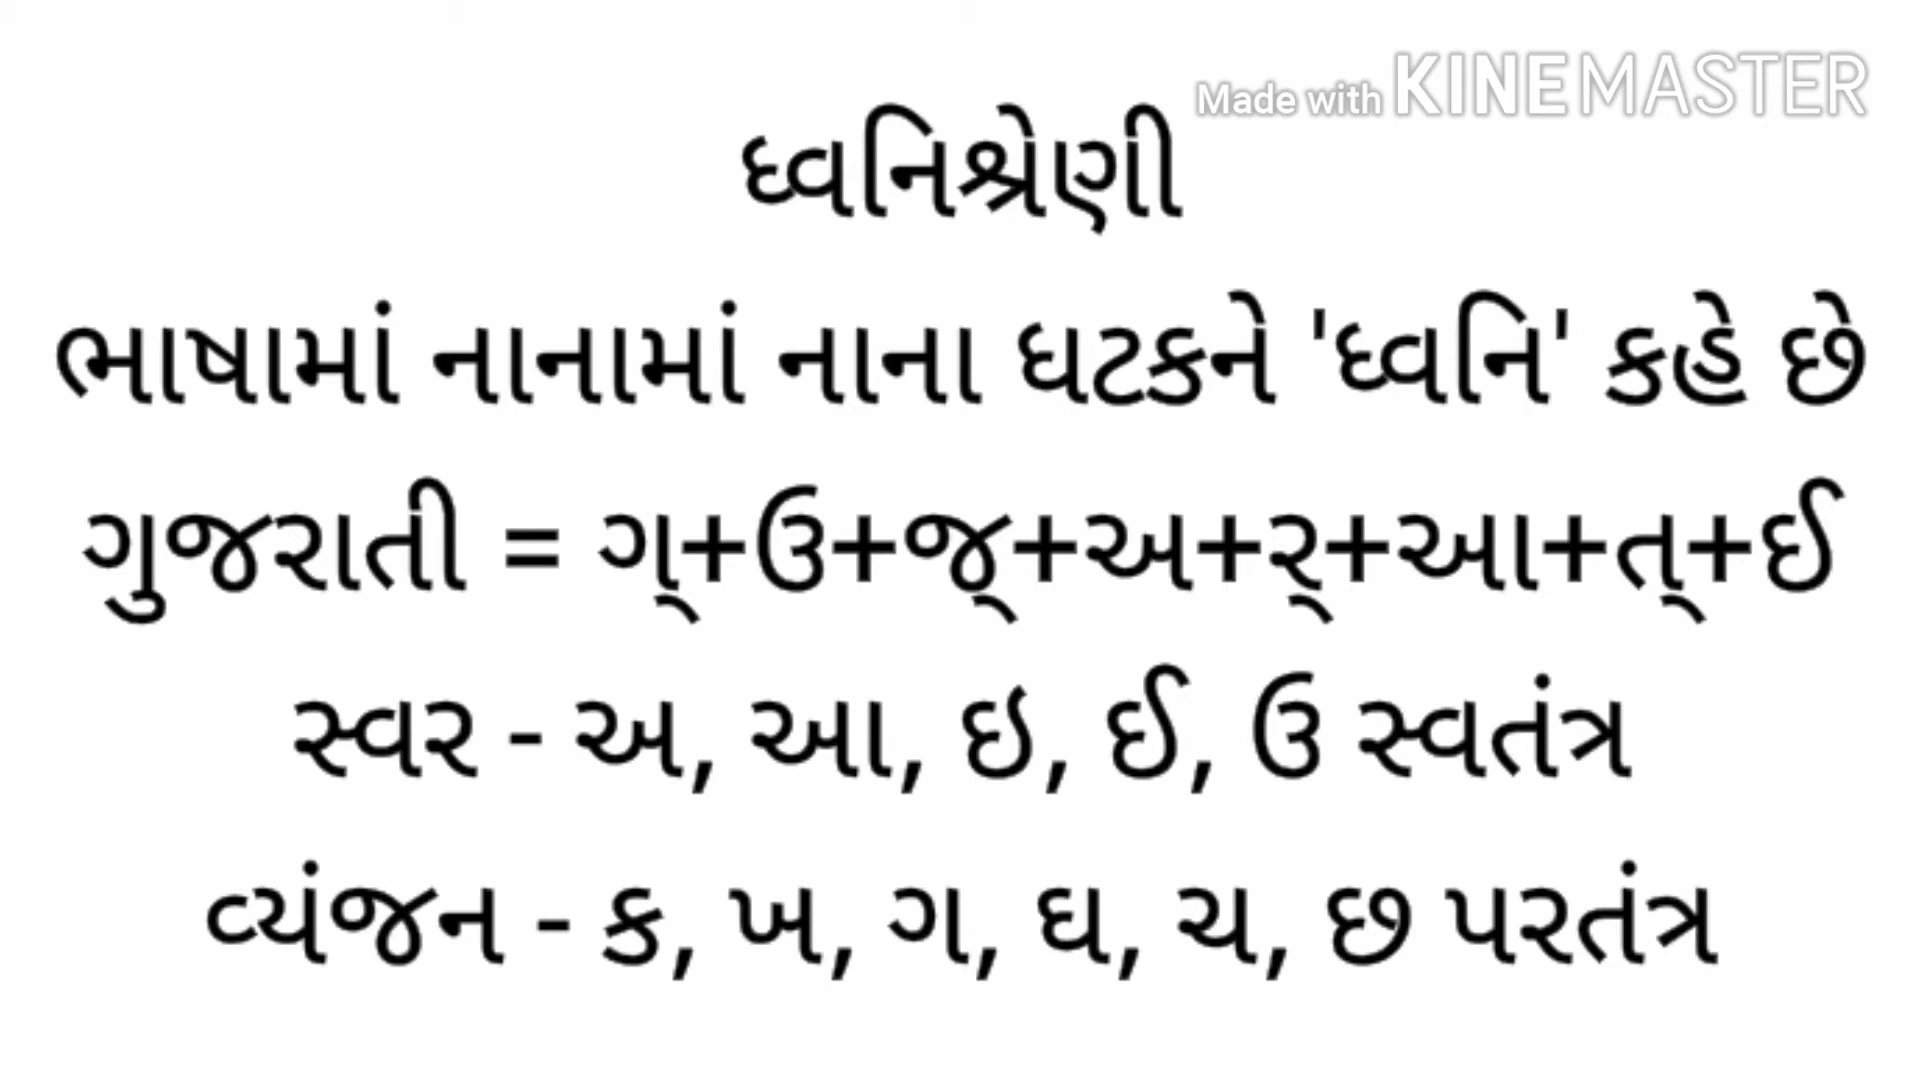 Made with KINEMASTER
ધ્વનિશ્રેણી
ભાષામાં નાનામાં નાના ઘટકને 'ધ્વનિ' કહે છે
ગુજરાતી = ગ્+ઉ+જ્+અ+ર્+આ+ત્+ઈ
સ્વર - અ, આ, ઇ, ઈ, ઉ સ્વતંત્ર
વ્યંજન - ક, ખ, ગ, ઘ, ચ, છ પરતંત્ર